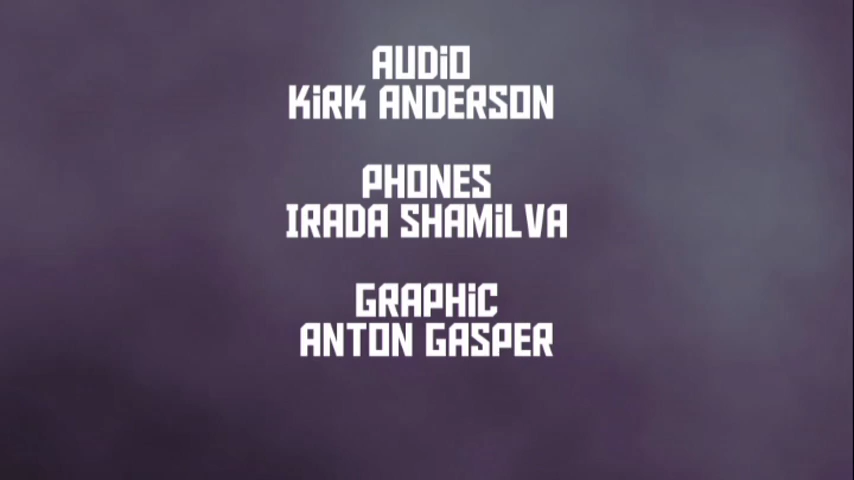 AUDiO
KiRK ANDERSON
PHONES
IRADA SHAMiLVA
GRAPHiC
ANTON GASPER